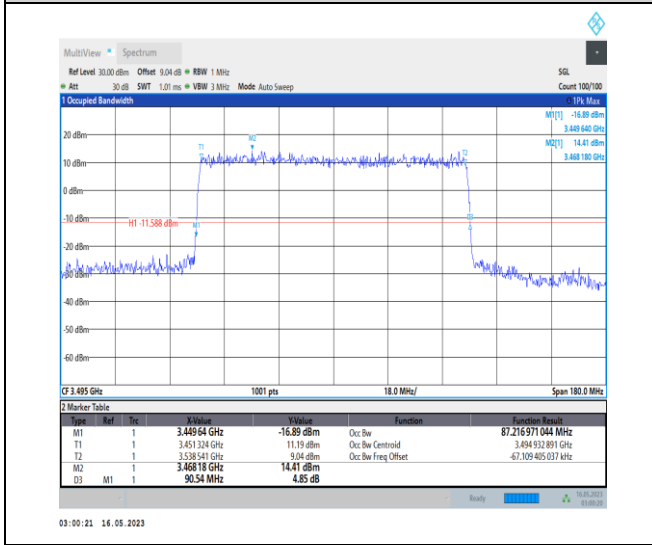 MultiView Spectrum
Ref Level 30.00 dBm Offset 9.04 dB RBW 1 MHz SGL
Att 30 dB SWT 1.01 ms VBW 3 MHz Mode Auto Sweep Count 100/100
1 Occupied Bandwidth 1Pk Max
M1[1] -16.89 dBm
3.449 640 GHz
M2[1] 14.41 dBm
3.468 180 GHz
20 dBm
M2
T1
T2
10 dBm
0 dBm
-10 dBm
H1 -11.588 dBm
M1
D3
-20 dBm
-30 dBm
-40 dBm
-50 dBm
-60 dBm
CF 3.495 GHz 1001 pts 18.0 MHz/ Span 180.0 MHz
2 Marker Table
Type Ref Trc X-Value Y-Value Function Function Result
M1 1 3.449 64 GHz -16.89 dBm Occ Bw 87.216 971 044 MHz
T1 1 3.451 324 GHz 11.19 dBm Occ Bw Centroid 3.494 932 891 GHz
T2 1 3.538 541 GHz 9.04 dBm Occ Bw Freq Offset -67.109 405 037 kHz
M2 1 3.468 18 GHz 14.41 dBm
D3 M1 1 90.54 MHz 4.85 dB
Ready 16.05.2023
03:00:20
03:00:21 16.05.2023